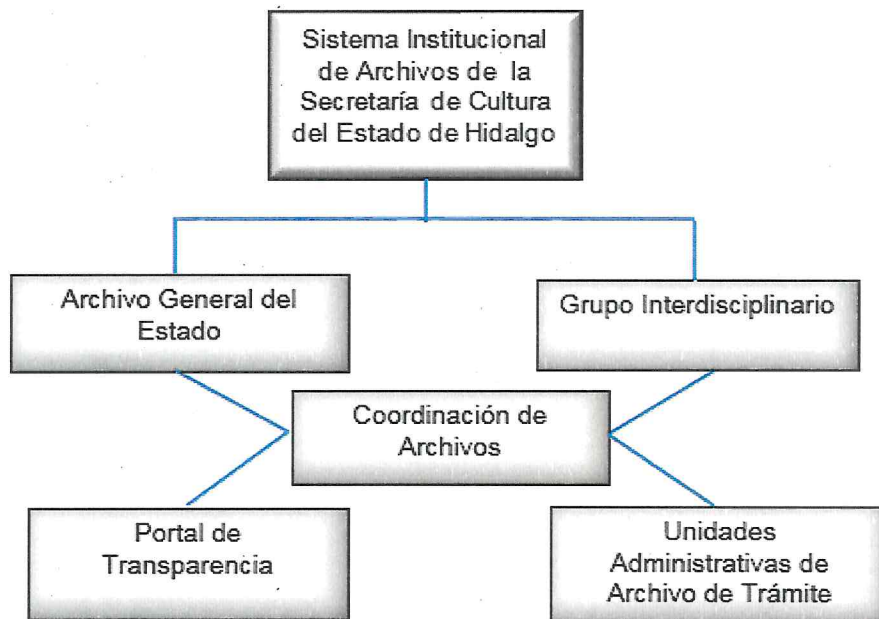 Sistema Institucional
de Archivos de la
Secretaría de Cultura
del Estado de Hidalgo
Archivo General del
Estado
Grupo Interdisciplinario
Coordinación de
Archivos
Portal de
Transparencia
Unidades
Administrativas de
Archivo de Trámite